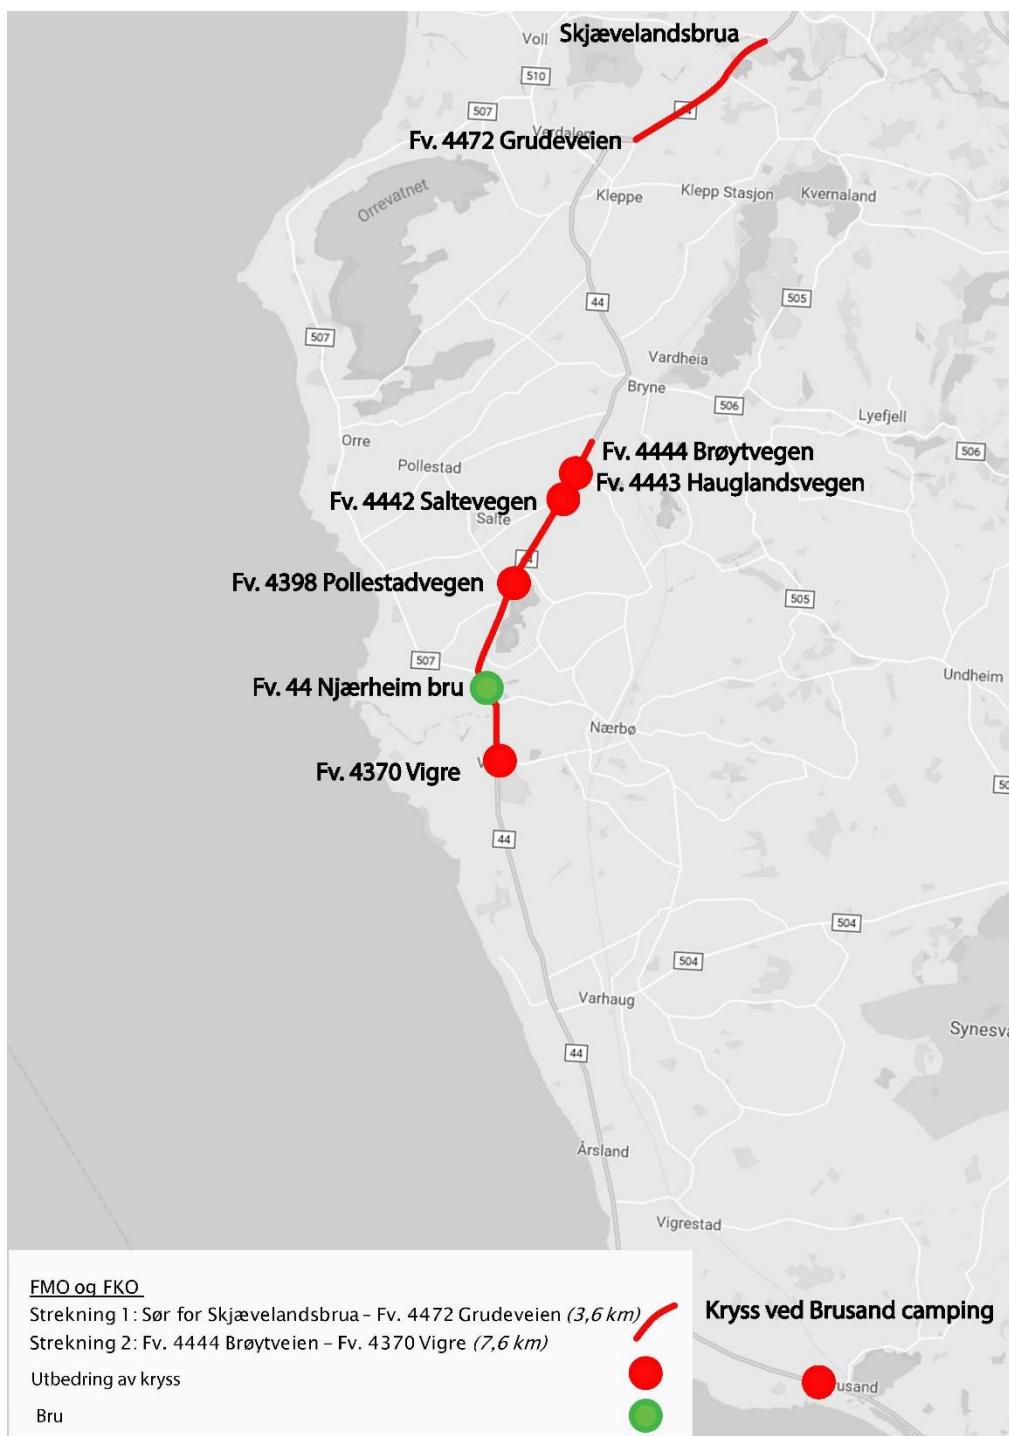 Skjævelandsbrua
Voll
510
507
44
Verdalen
Fv. 4472 Grudeveien
Orrevatnet
Kleppe
Klepp Stasjon
Kvernaland
44
505
507
Vardheia
Bryne
506
Lyefjell
Orre
Fv. 4444 Brøytvegen
506
Pollestad
Fv. 4443 Hauglandsvegen
Fv. 4442 Saltevegen
Salte
Fv. 4398 Pollestadvegen
505
507
Undheim
Fv. 44 Njærheim bru
Nærbø
Fv. 4370 Vigre
44
504
504
Varhaug
Synesva
44
Årsland
Vigrestad
FMO og FKO
Strekning 1: Sør for Skjævelandsbrua – Fv. 4472 Grudeveien (3,6 km)
Kryss ved Brusand camping
Strekning 2: Fv. 4444 Brøytveien – Fv. 4370 Vigre (7,6 km)
Utbedring av kryss
usand
Bru